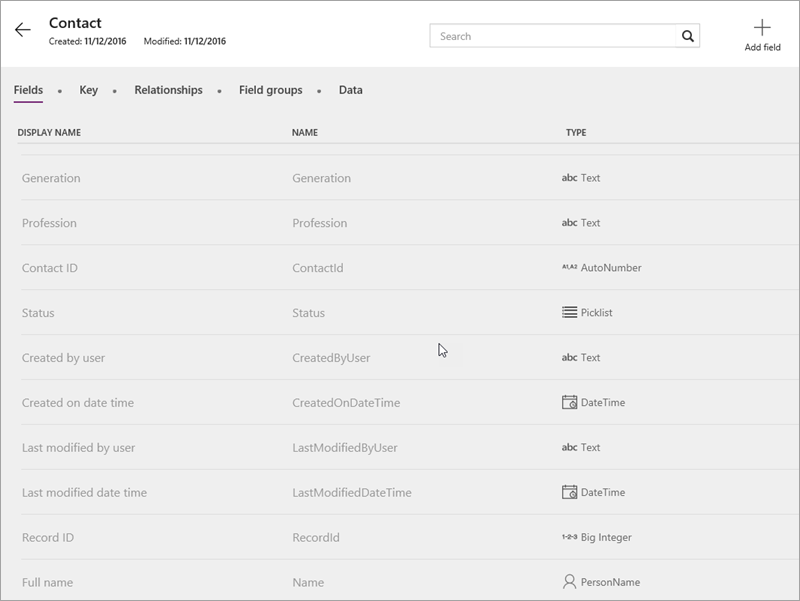 Contact
Created: 11/12/2016 Modified: 11/12/2016
Search
Add field
Fields • Key • Relationships • Field groups • Data
DISPLAY NAME NAME TYPE
Generation Generation abc Text
Profession Profession abc Text
Contact ID ContactId A1,A2 AutoNumber
Status Status Picklist
Created by user CreatedByUser abc Text
Created on date time CreatedOnDateTime DateTime
Last modified by user LastModifiedByUser abc Text
Last modified date time LastModifiedDateTime DateTime
Record ID RecordId 1-2-3 Big Integer
Full name Name PersonName